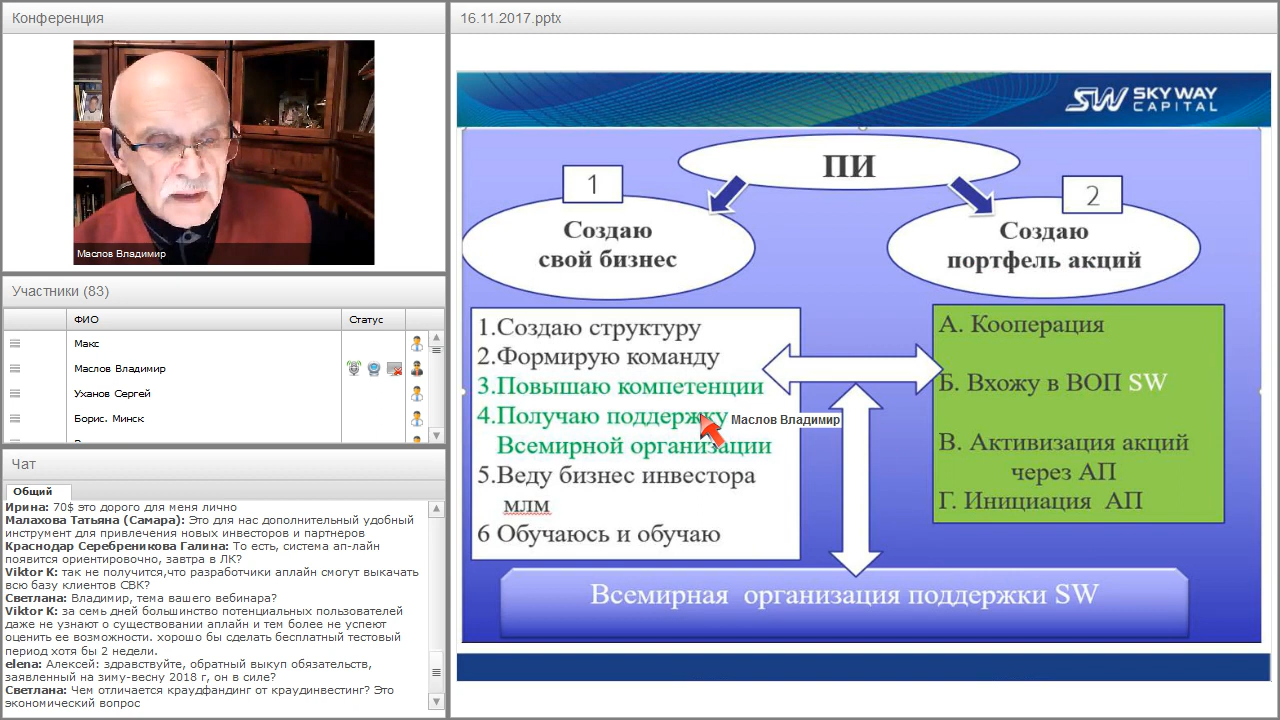 Конференция
Маслов Владимир
Участники (83)
ФИО Статус
Макс
Маслов Владимир
Уханов Сергей
Борис. Минск
Чат
Общий
Ирина: 70$ это дорого для меня лично
Малахова Татьяна (Самара): Это для нас дополнительный удобный
инструмент для привлечения новых инвесторов и партнеров
Краснодар Серебреникова Галина: То есть, система ап-лайн
появится ориентировочно, завтра в ЛК?
Viktor K: так не получится,что разработчики аплайн смогут выкачать
всю базу клиентов СВК?
Светлана: Владимир, тема вашего вебинара?
Viktor K: за семь дней большинство потенциальных пользователей
даже не узнают о существовании аплайн и тем более не успеют
оценить ее возможности. хорошо бы сделать бесплатный тестовый
период хотя бы 2 недели.
elena: Алексей: здравствуйте, обратный выкуп обязательств,
заявленный на зиму-весну 2018 г, он в силе?
Светлана: Чем отличается краудфандинг от краудинвестинг? Это
экономический вопрос
16.11.2017.pptx
SW SKY WAY
CAPITAL
ПИ
1
Создаю
свой бизнес
2
Создаю
портфель акций
1.Создаю структуру
2.Формирую команду
3.Повышаю компетенции
4.Получаю поддержку
Всемирной организации
5.Веду бизнес инвестора
млм
6 Обучаюсь и обучаю
Маслов Владимир
А. Кооперация
Б. Вхожу в ВОП SW
В. Активизация акций
через АП
Г. Инициация АП
Всемирная организация поддержки SW